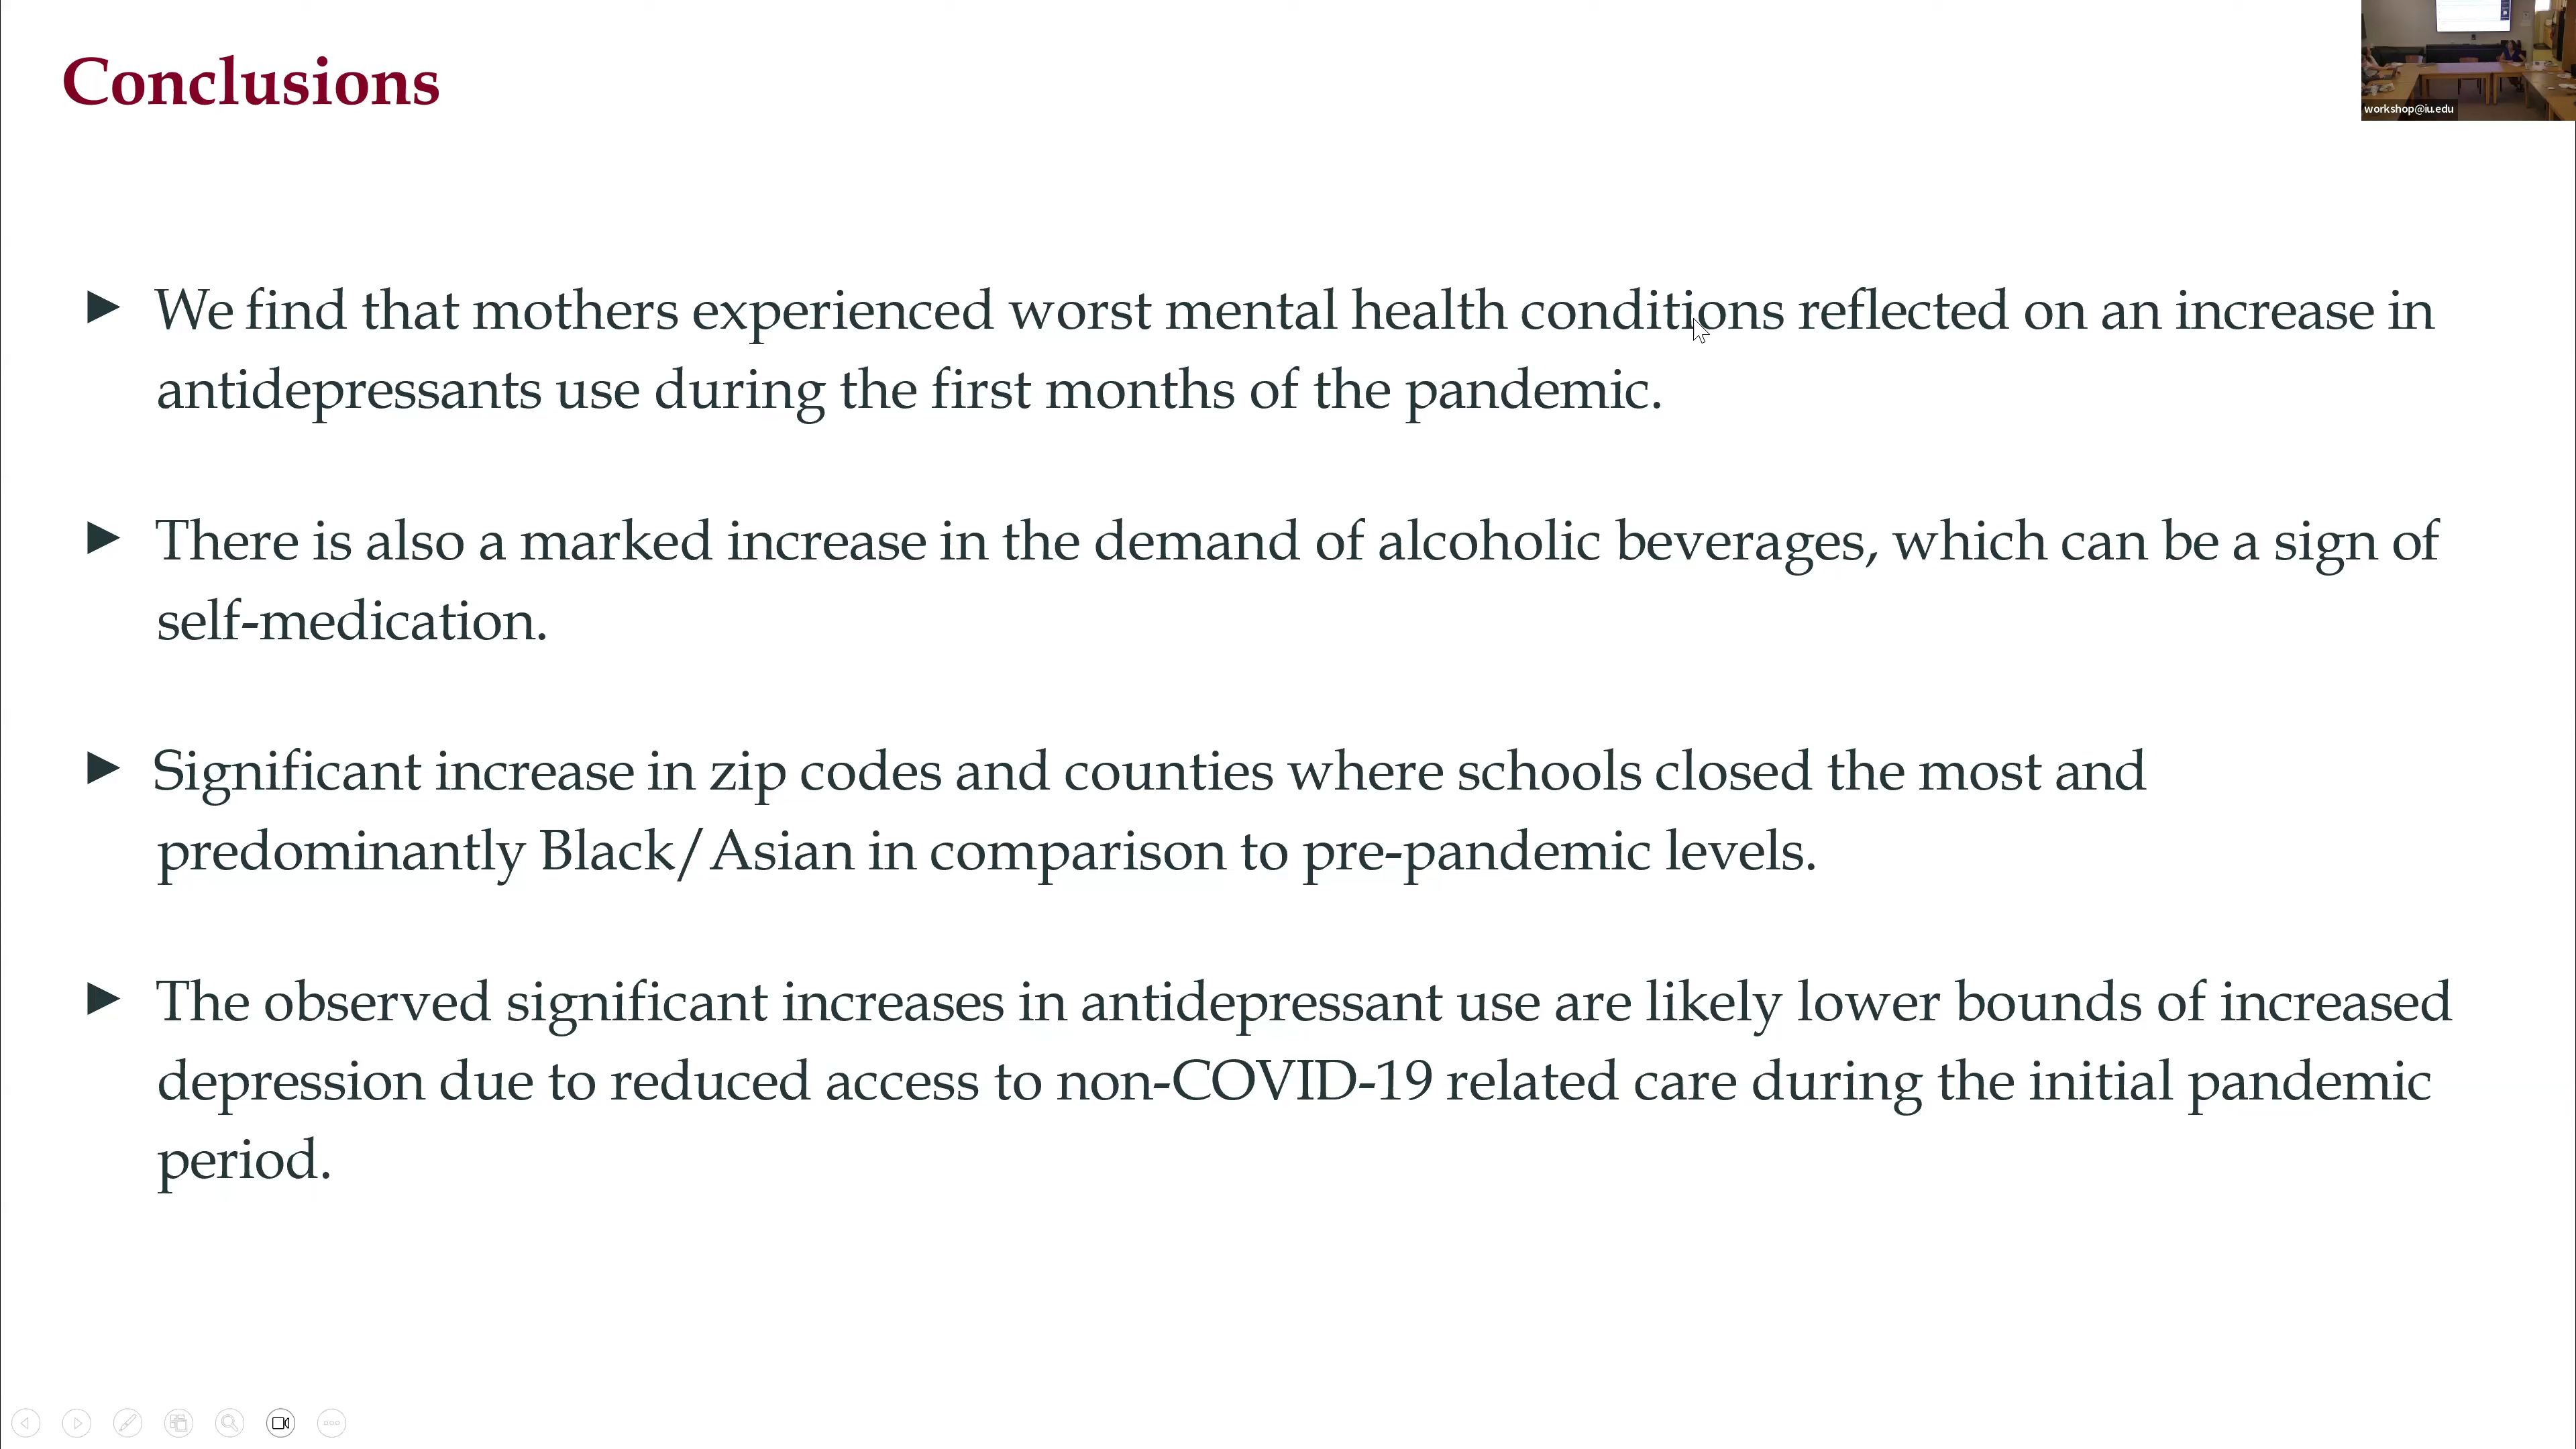 Conclusions
workshop@iu.edu
► We find that mothers experienced worst mental health conditions reflected on an increase in
antidepressants use during the first months of the pandemic.
► There is also a marked increase in the demand of alcoholic beverages, which can be a sign of
self-medication.
► Significant increase in zip codes and counties where schools closed the most and
predominantly Black/Asian in comparison to pre-pandemic levels.
► The observed significant increases in antidepressant use are likely lower bounds of increased
depression due to reduced access to non-COVID-19 related care during the initial pandemic
period.